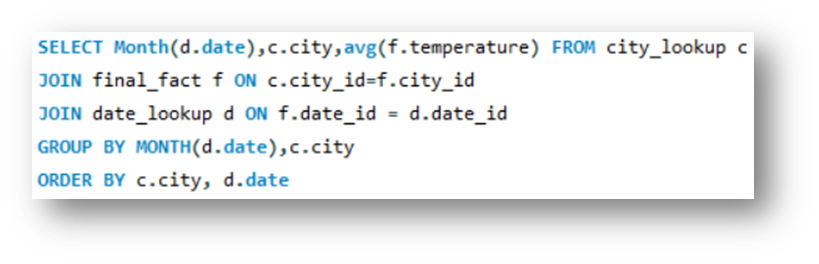 SELECT Month(d.date),c.city,avg(f.temperature) FROM city_lookup c
JOIN final_fact f ON c.city_id=f.city_id
JOIN date_lookup d ON f.date_id = d.date_id
GROUP BY MONTH(d.date),c.city
ORDER BY c.city, d.date